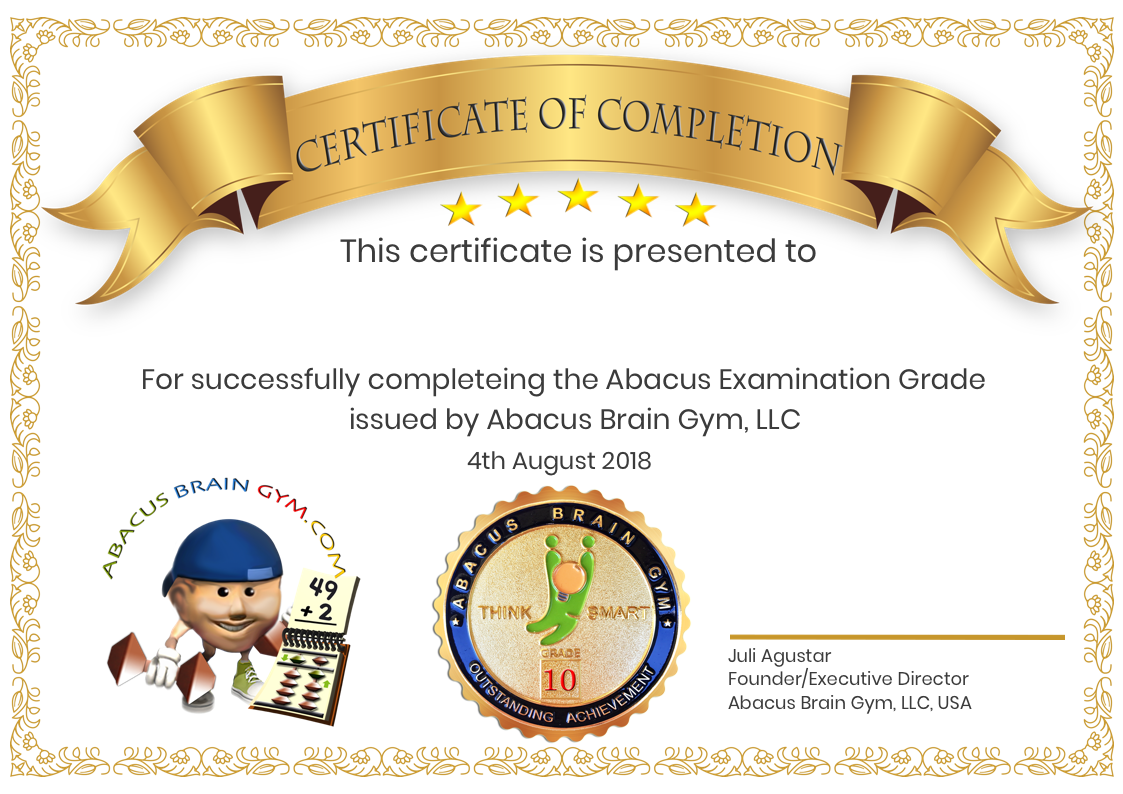 CERTIFICATE OF COMPLETION
This certificate is presented to
For successfully completeing the Abacus Examination Grade
issued by Abacus Brain Gym, LLC
4th August 2018
ABACUS BRAIN GYM.COM
49
+ 2
ABACUS BRAIN GYM
THINK SMART
GRADE
10
OUTSTANDING ACHIEVEMENT
Juli Agustar
Founder/Executive Director
Abacus Brain Gym, LLC, USA